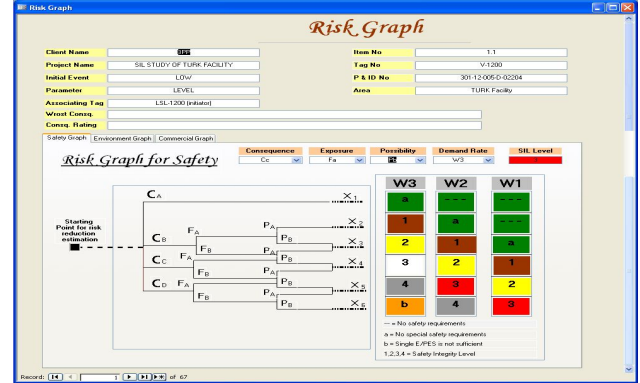 Risk Graph
Risk Graph
Client Name
Item No 1.1
Project Name SIL STUDY OF TURK FACILITY Tag No V-1200
Initial Event LOW P & ID No 301-12-005-D-02204
Parameter LEVEL Area TURK Facility
Associating Tag LSL-1200 (initiator)
Wrost Consq.
Consq. Rating
Safety Graph Environment Graph Commercial Graph
Risk Graph for Safety
Consequence Exposure Possibility Demand Rate SIL Level
Cc Fa Pb W3
W3 W2 W1
CA X1 a --- ---
Starting
Point for risk
reduction
estimation
FA PA X2 1 a ---
CB PB X3 2 1 a
FB PA
CC FA PB X4 3 2 1
FB PA
CD FA PB X5 4 3 2
FB PA
PB X6 b 4 3
--- = No safety requirements
a = No special safety requirements
b = Single E/PES is not sufficient
1,2,3,4 = Safety Integrity Level
Record: 1 of 67